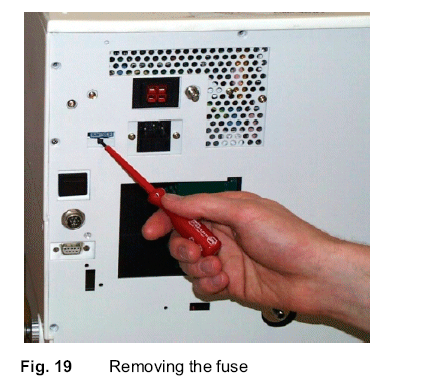 Fig. 19 Removing the fuse